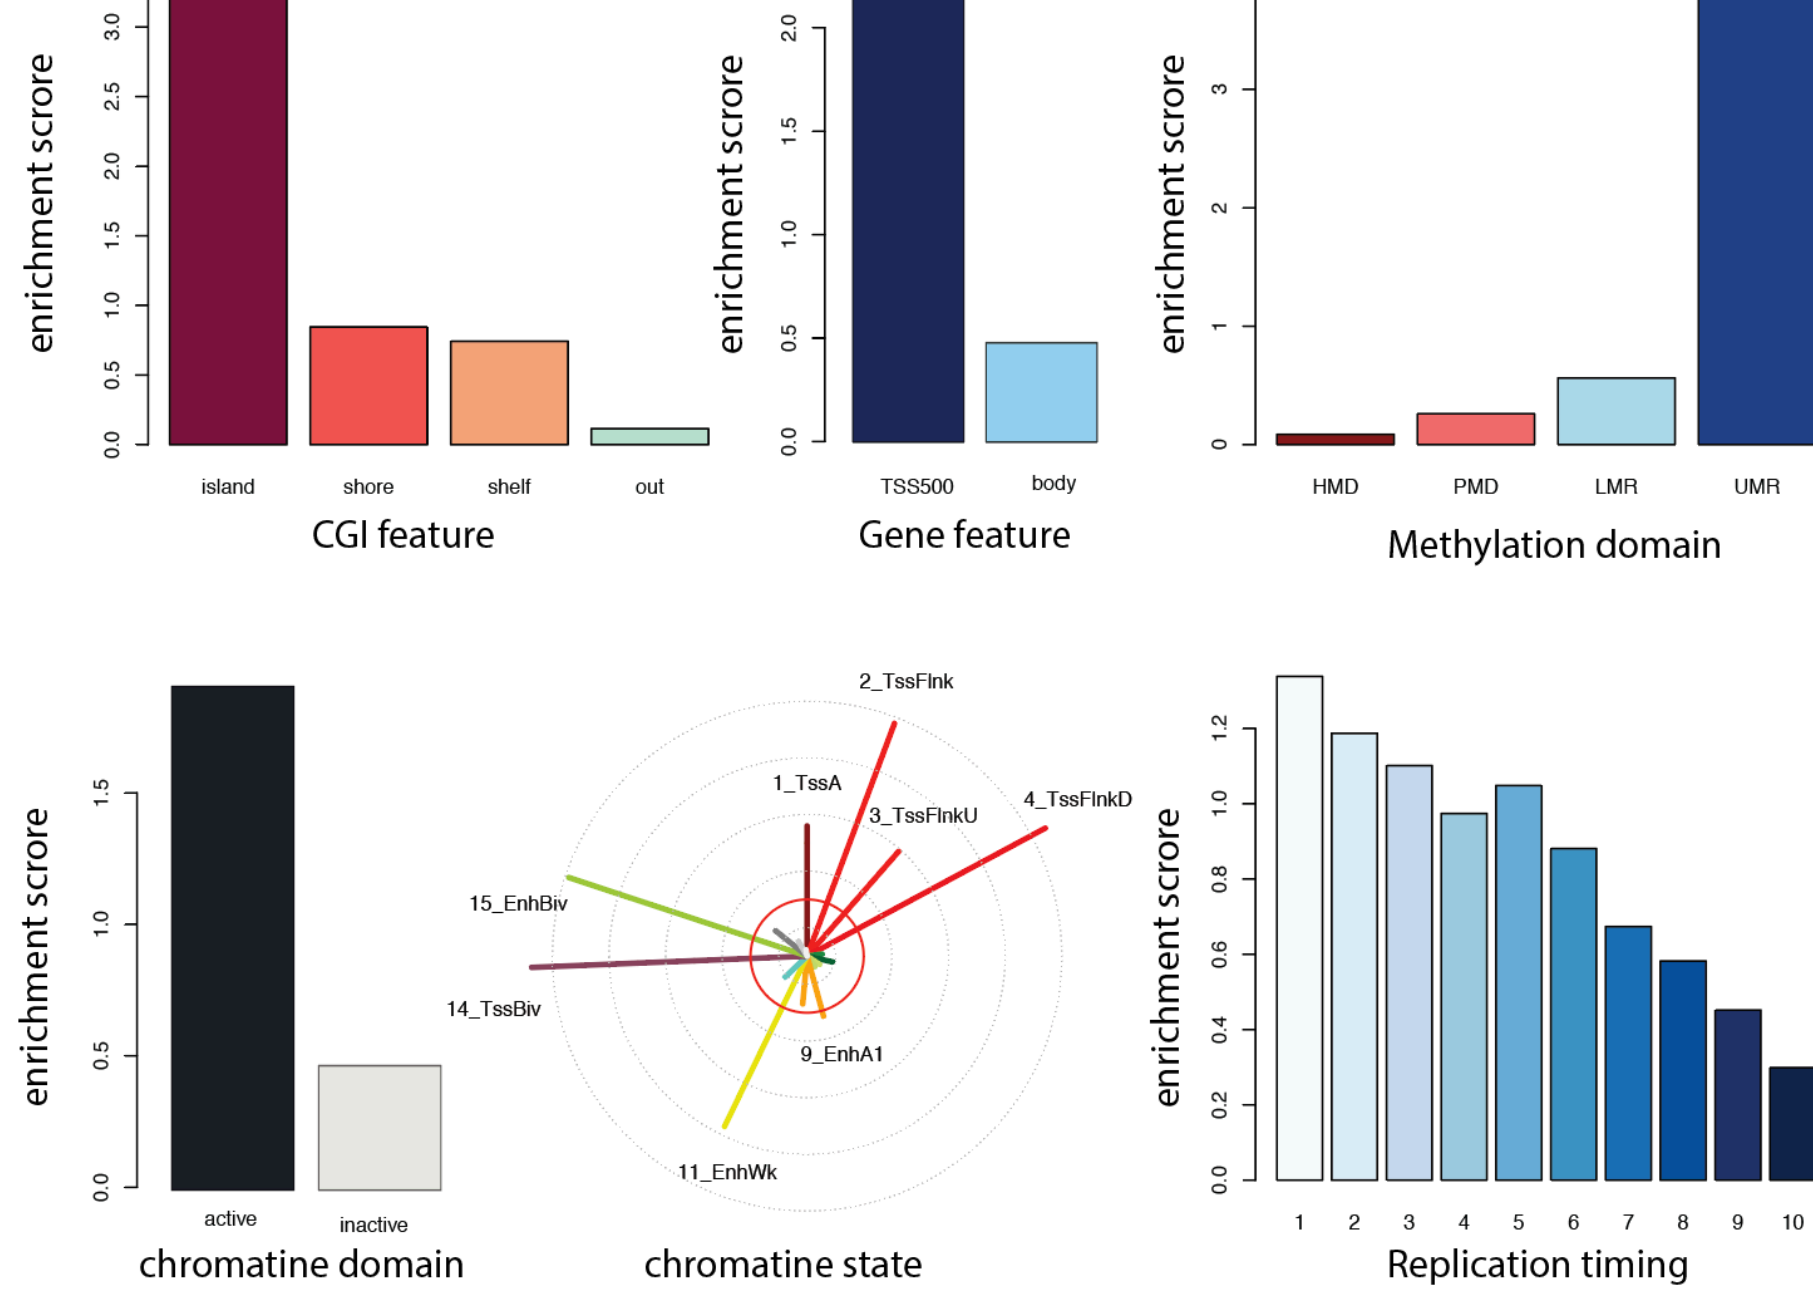 enrichment scrore
0.0
0.5
1.0
1.5
2.0
2.5
3.0
island
shore
shelf
out
CGI feature
enrichment scrore
0.0
0.5
1.0
1.5
2.0
TSS500
body
Gene feature
enrichment scrore
0
1
2
3
HMD
PMD
LMR
UMR
Methylation domain
enrichment scrore
0.0
0.5
1.0
1.5
active
inactive
chromatine domain
2_TssFlnk
1_TssA
4_TssFlnkD
3_TssFlnkU
15_EnhBiv
14_TssBiv
9_EnhA1
11_EnhWk
chromatine state
enrichment scrore
0.0
0.2
0.4
0.6
0.8
1.0
1.2
1
2
3
4
5
6
7
8
9
10
Replication timing